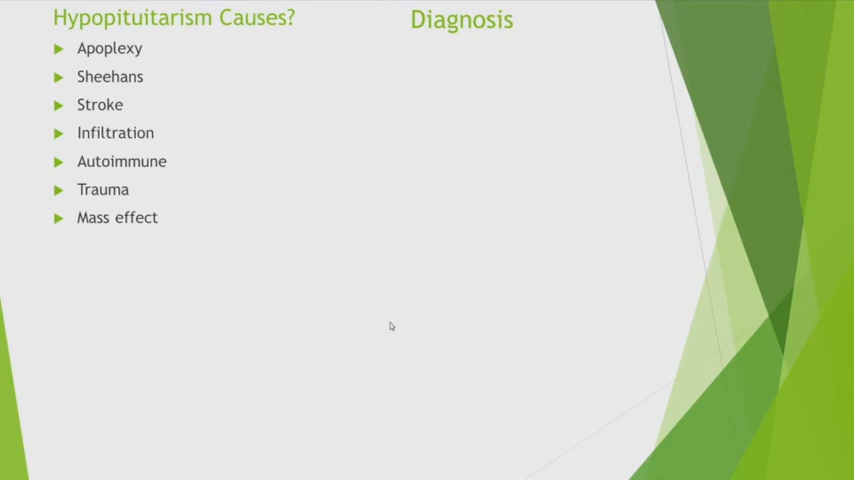 Hypopituitarism Causes?
Apoplexy
Sheehans
Stroke
Infiltration
Autoimmune
Trauma
Mass effect
Diagnosis